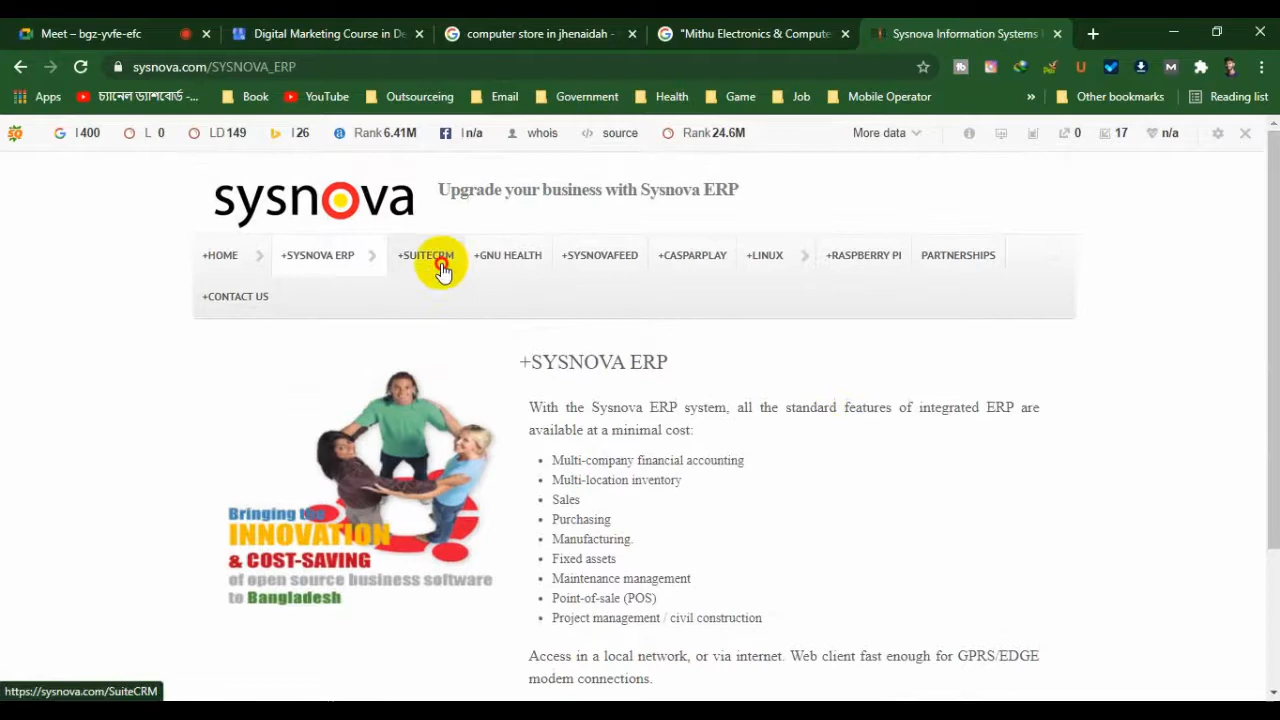 Meet – bgz-yvfe-efc
Digital Marketing Course in De
computer store in jhenaidah -
"Mithu Electronics & Compute
Sysnova Information Systems
sysnova.com/SYSNOVA_ERP
Apps
চ্যানেল ড্যাশবোর্ড -...
Book
YouTube
Outsourceing
Email
Government
Health
Game
Job
Mobile Operator
»
Other bookmarks
Reading list
I 400
L 0
LD 149
I 26
Rank 6.41M
I n/a
whois
source
Rank 24.6M
More data
0
17
n/a
sysnova
Upgrade your business with Sysnova ERP
+HOME
+SYSNOVA ERP
+SUITECRM
+GNU HEALTH
+SYSNOVAFEED
+CASPARPLAY
+LINUX
+RASPBERRY PI
PARTNERSHIPS
+CONTACT US
Bringing the
INNOVATION
& COST-SAVING
of open source business software
to Bangladesh
+SYSNOVA ERP
With the Sysnova ERP system, all the standard features of integrated ERP are
available at a minimal cost:
• Multi-company financial accounting
• Multi-location inventory
• Sales
• Purchasing
• Manufacturing.
• Fixed assets
• Maintenance management
• Point-of-sale (POS)
• Project management / civil construction
Access in a local network, or via internet. Web client fast enough for GPRS/EDGE
modem connections.
https://sysnova.com/SuiteCRM